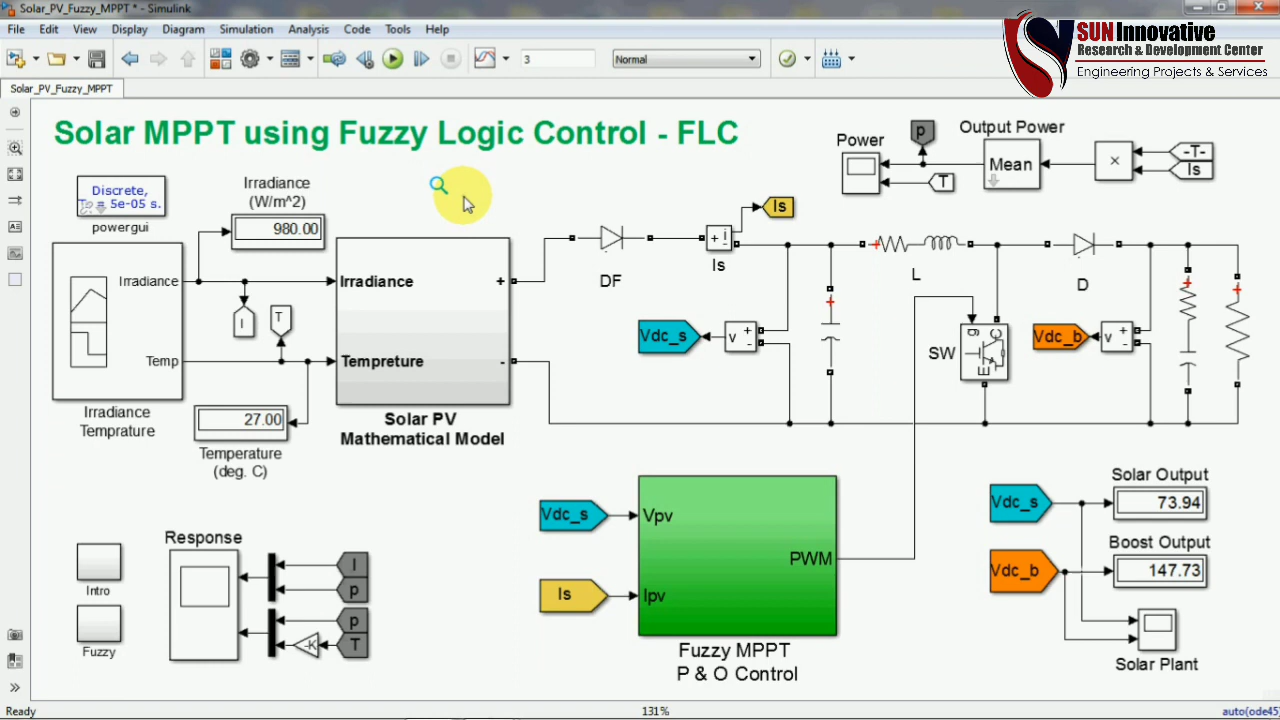 Solar_PV_Fuzzy_MPPT * - Simulink
File Edit View Display Diagram Simulation Analysis Code Tools Help
SUN Innovative
Research & Development Center
Engineering Projects & Services
3
Normal
Solar_PV_Fuzzy_MPPT
Solar MPPT using Fuzzy Logic Control - FLC
Discrete,
= 5e-05 s.
powergui
Irradiance
(W/m^2)
980.00
Power
p
T
Output Power
Mean
×
-T-
Is
Irradiance
Temp
Irradiance
Temprature
I
T
27.00
Temperature
(deg. C)
Irradiance
Tempreture
+
-
Solar PV
Mathematical Model
DF
+ i
-
Is
Is
Vdc_s
v
+
-
L
SW
g
C
E
D
Vdc_b
v
+
-
Intro
Fuzzy
Response
I
p
p
-K-
T
Vdc_s
Is
Vpv
Ipv
PWM
Fuzzy MPPT
P & O Control
Vdc_s
Vdc_b
Solar Output
73.94
Boost Output
147.73
Solar Plant
Ready
131%
auto(ode45)